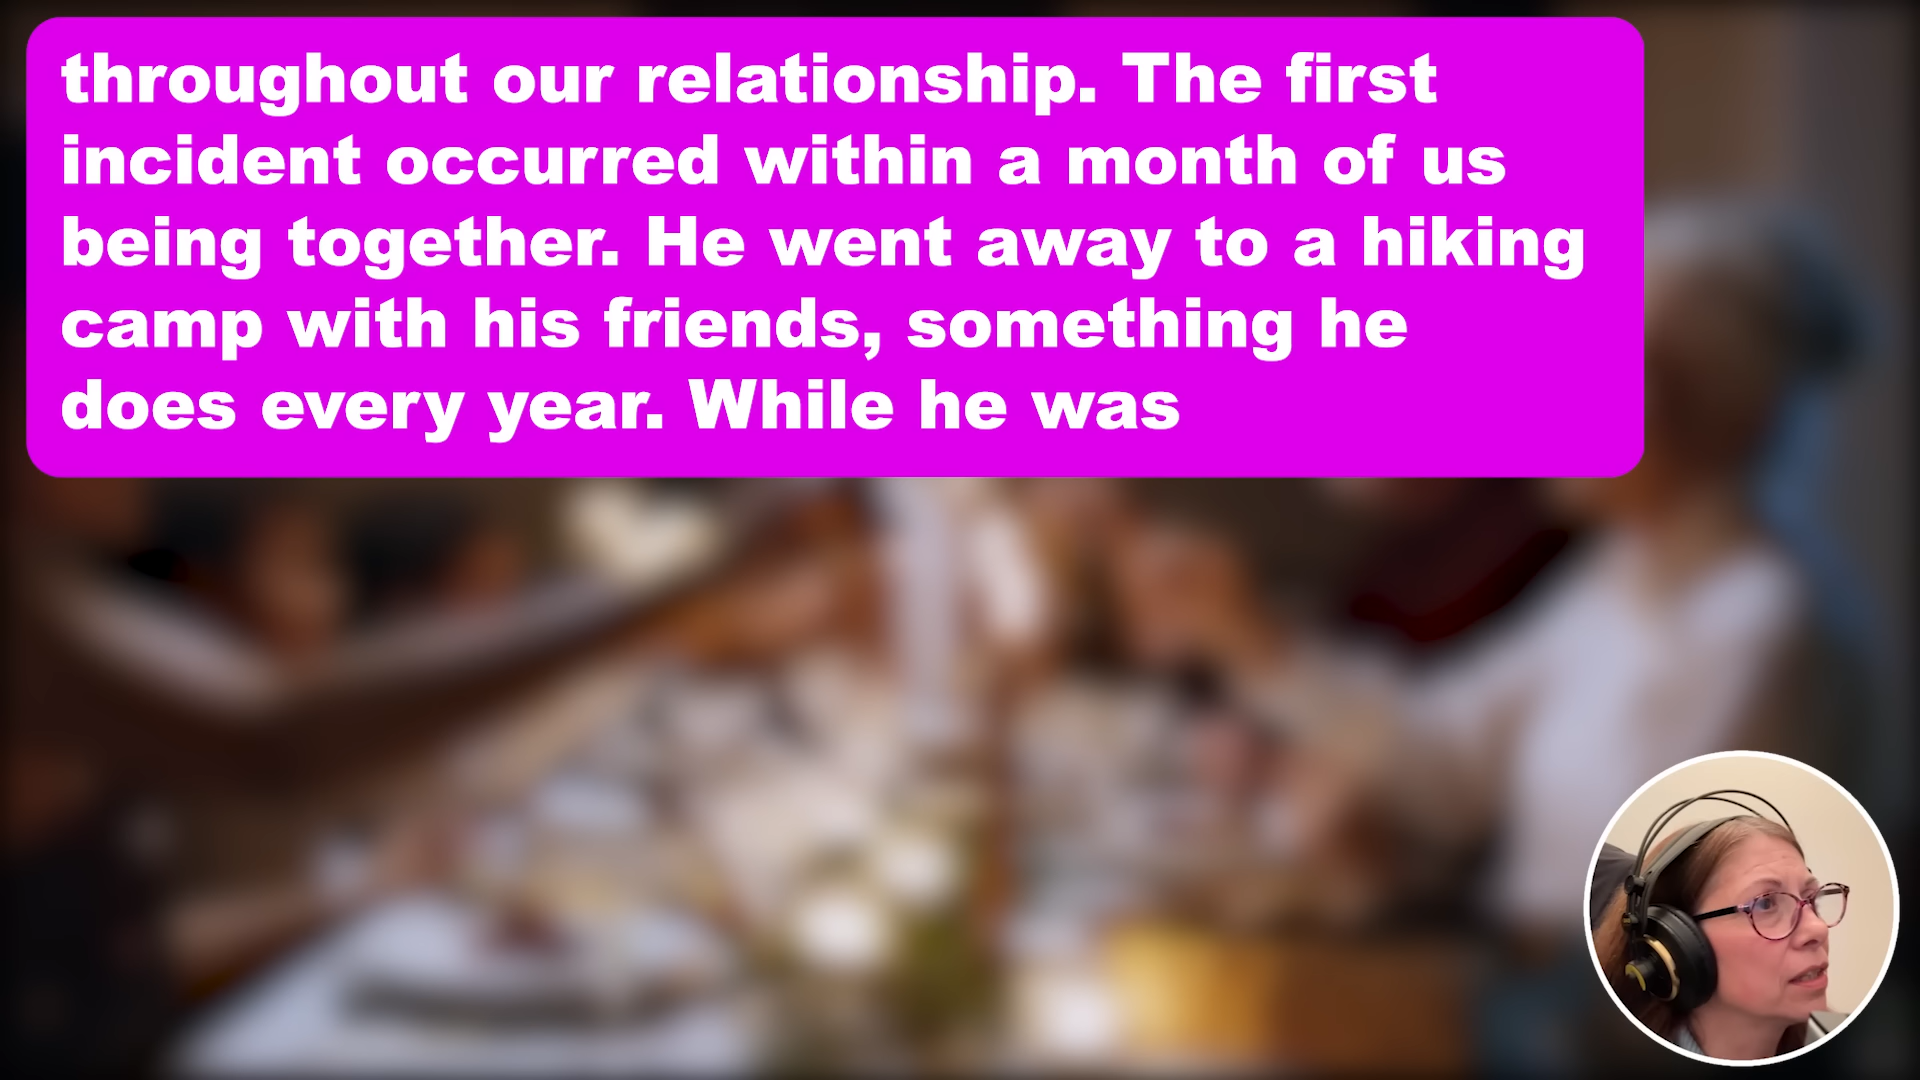 throughout our relationship. The first
incident occurred within a month of us
being together. He went away to a hiking
camp with his friends, something he
does every year. While he was